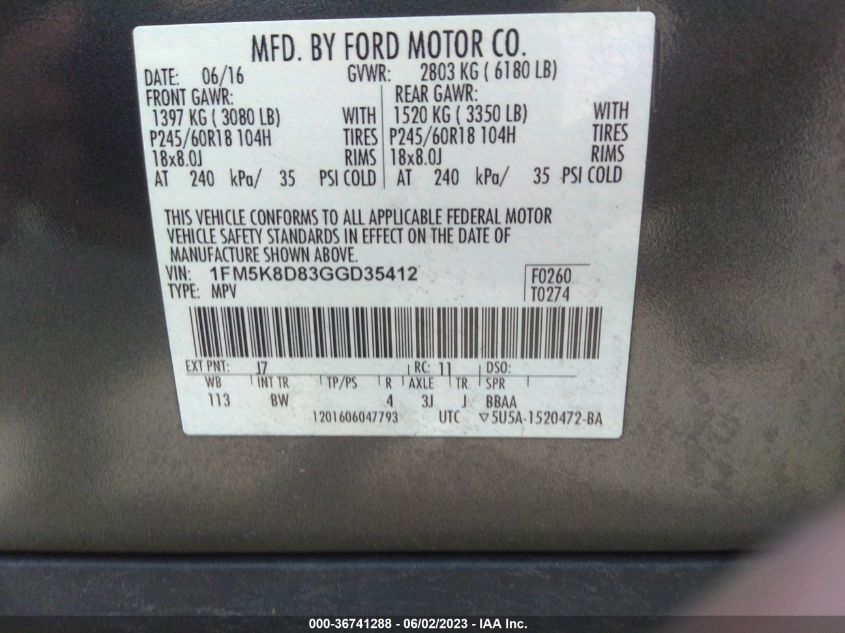 MFD. BY FORD MOTOR CO.
DATE: 06/16 GVWR: 2803 KG ( 6180 LB)
FRONT GAWR: REAR GAWR:
1397 KG ( 3080 LB) WITH 1520 KG ( 3350 LB) WITH
P245/60R18 104H TIRES P245/60R18 104H TIRES
18x8.0J RIMS 18x8.0J RIMS
AT 240 kPa/ 35 PSI COLD AT 240 kPa/ 35 PSI COLD
THIS VEHICLE CONFORMS TO ALL APPLICABLE FEDERAL MOTOR
VEHICLE SAFETY STANDARDS IN EFFECT ON THE DATE OF
MANUFACTURE SHOWN ABOVE.
VIN: 1FM5K8D83GGD35412 F0260
TYPE: MPV T0274
EXT PNT: J7 RC: 11 DSO:
WB INT TR TP/PS R AXLE TR SPR
113 BW 4 3J J BBAA
1201606047793 UTC ▽5U5A-1520472-BA
000-36741288 - 06/02/2023 - IAA Inc.